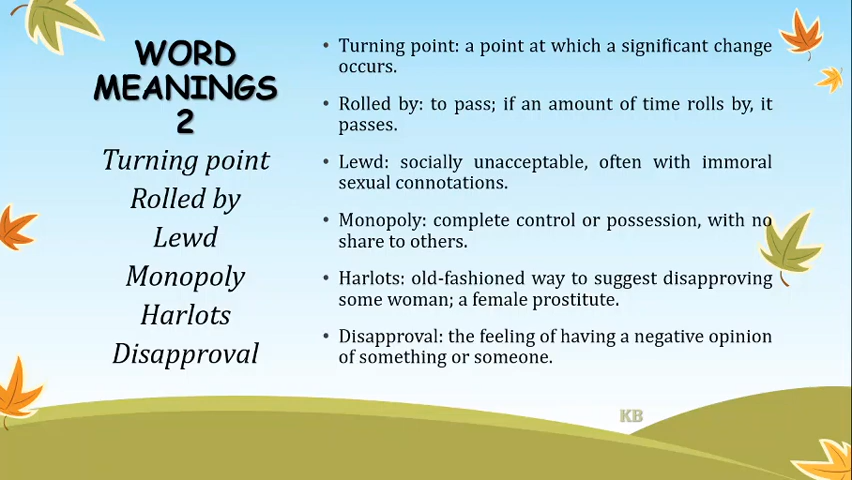 WORD
MEANINGS
2
Turning point
Rolled by
Lewd
Monopoly
Harlots
Disapproval
• Turning point: a point at which a significant change
occurs.
• Rolled by: to pass; if an amount of time rolls by, it
passes.
• Lewd: socially unacceptable, often with immoral
sexual connotations.
• Monopoly: complete control or possession, with no
share to others.
• Harlots: old-fashioned way to suggest disapproving
some woman; a female prostitute.
• Disapproval: the feeling of having a negative opinion
of something or someone.
KB